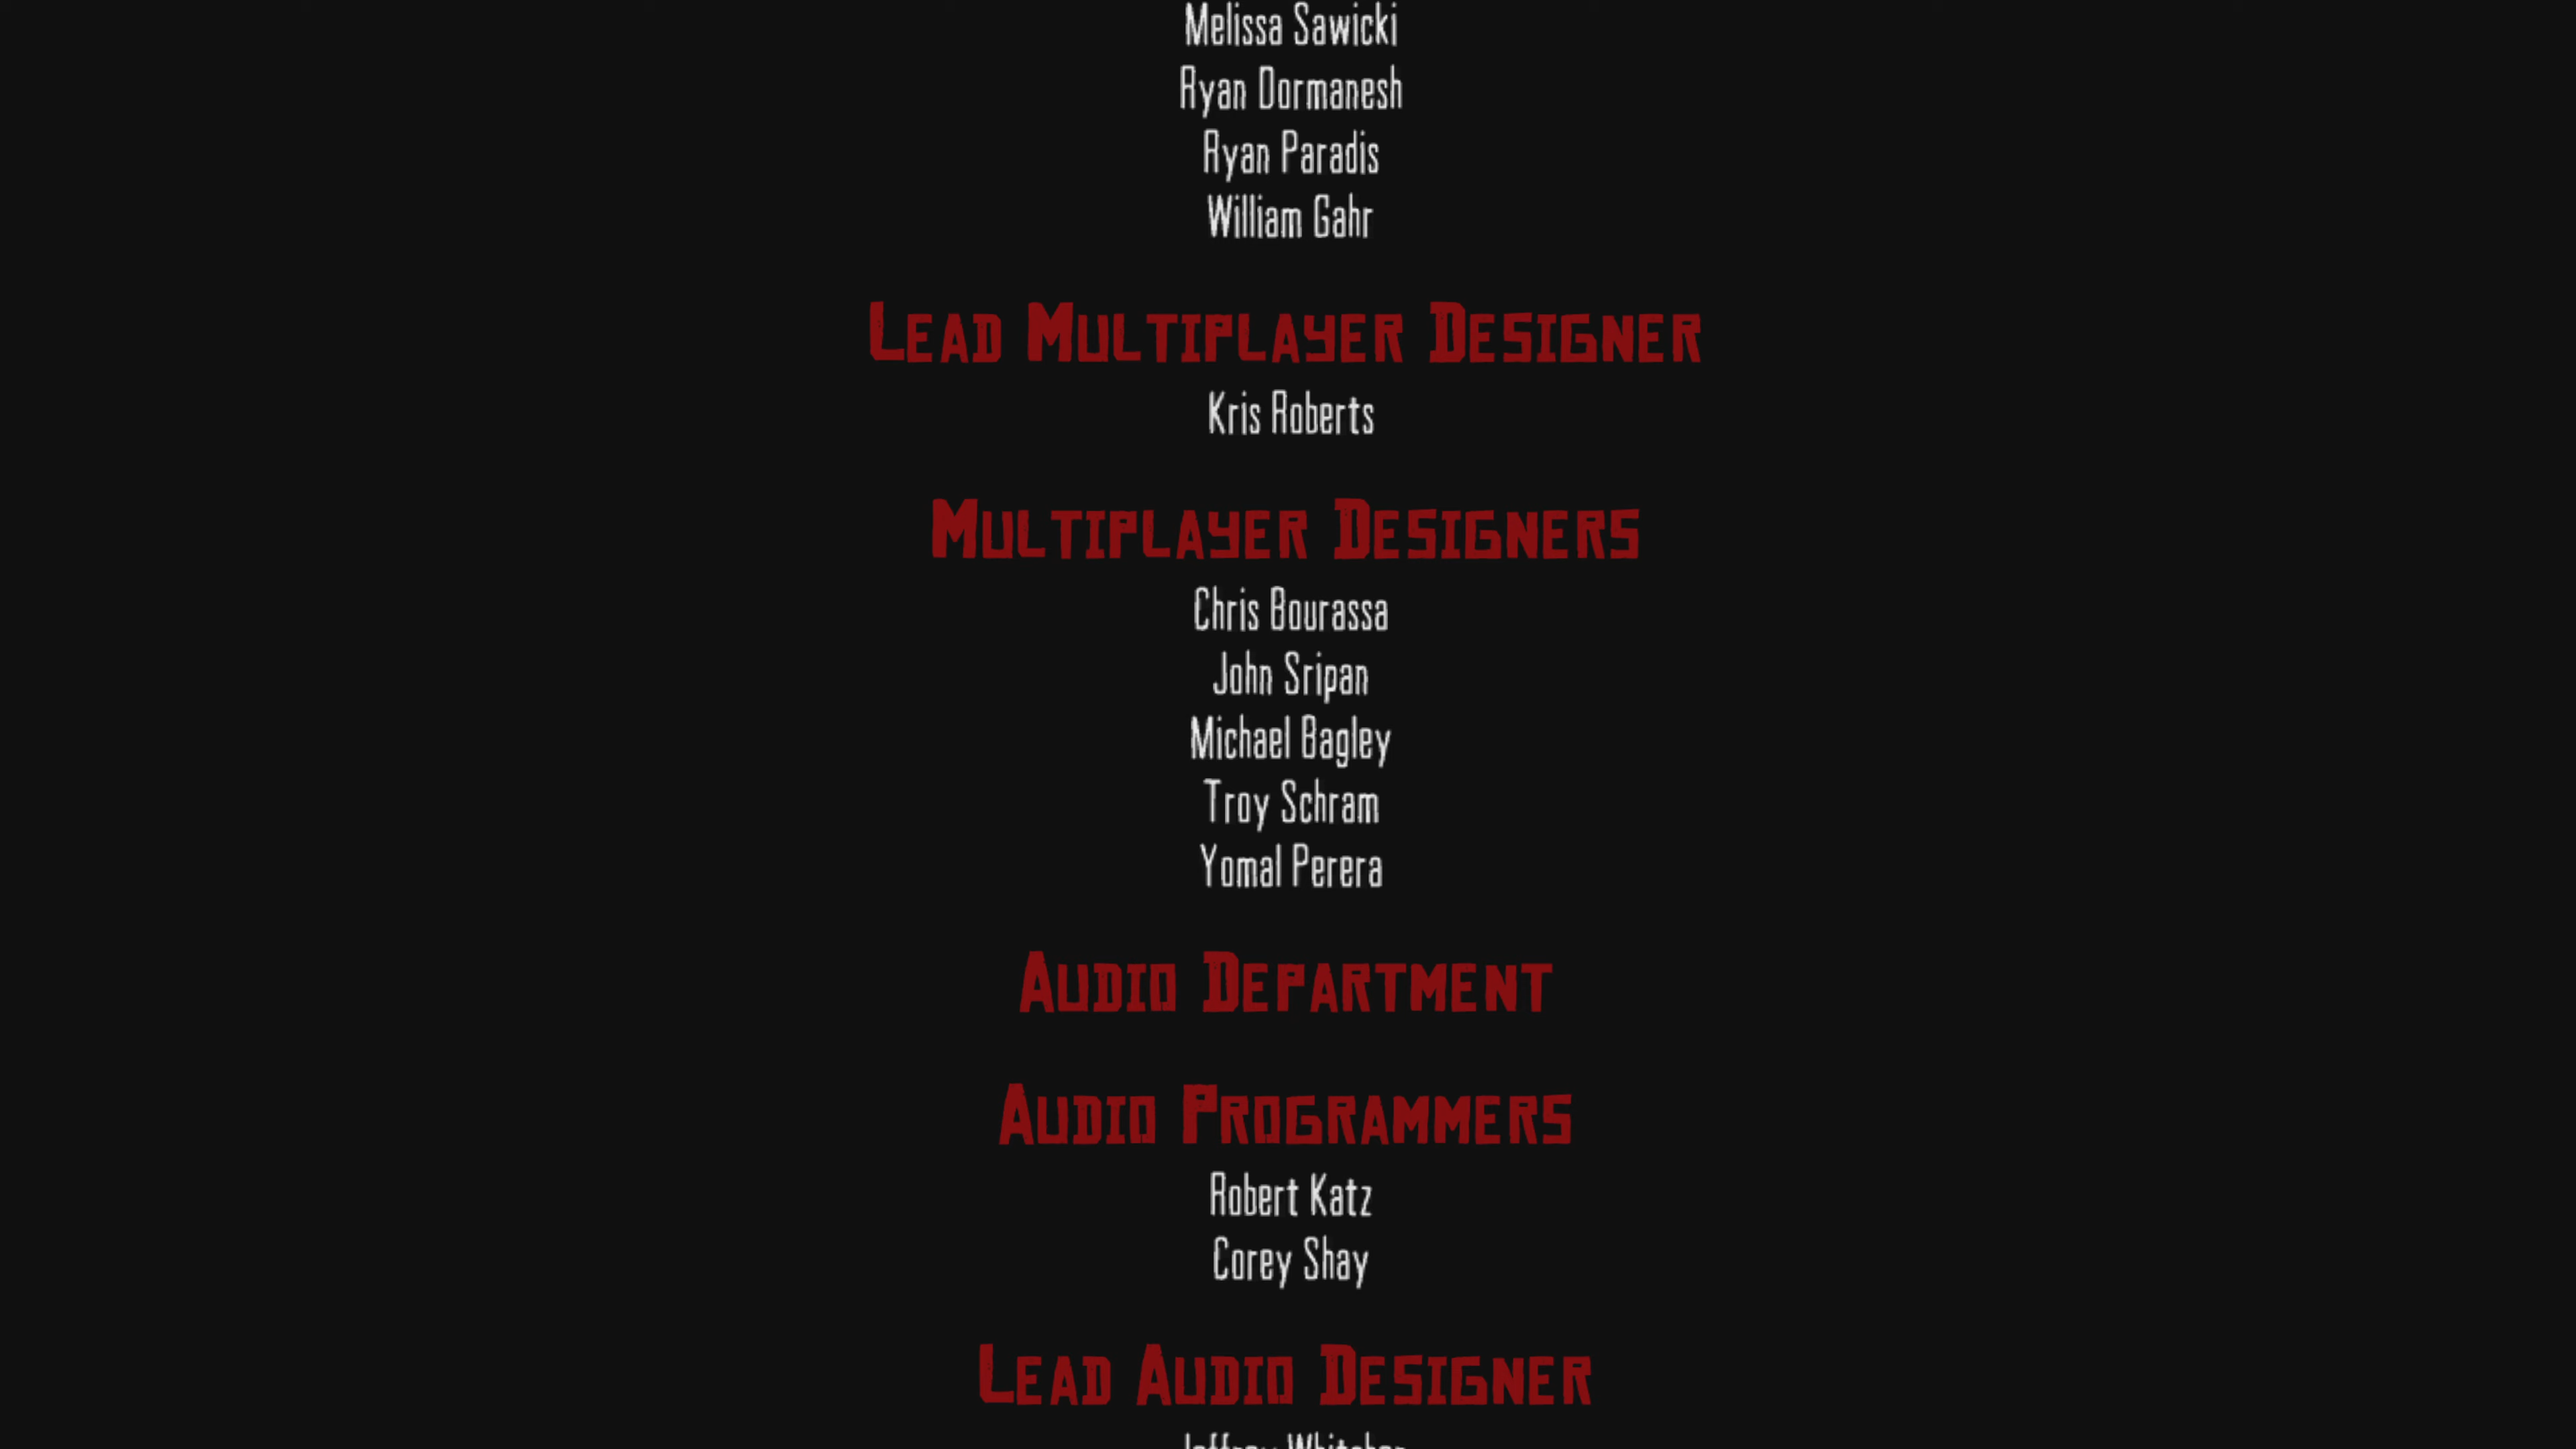 Melissa Sawicki
Ryan Dormanesh
Ryan Paradis
William Gahr
Lead Multiplayer Designer
Kris Roberts
Multiplayer Designers
Chris Bourassa
John Sripan
Michael Bagley
Troy Schram
Yomal Perera
Audio Department
Audio Programmers
Robert Katz
Corey Shay
Lead Audio Designer
Jeffrey